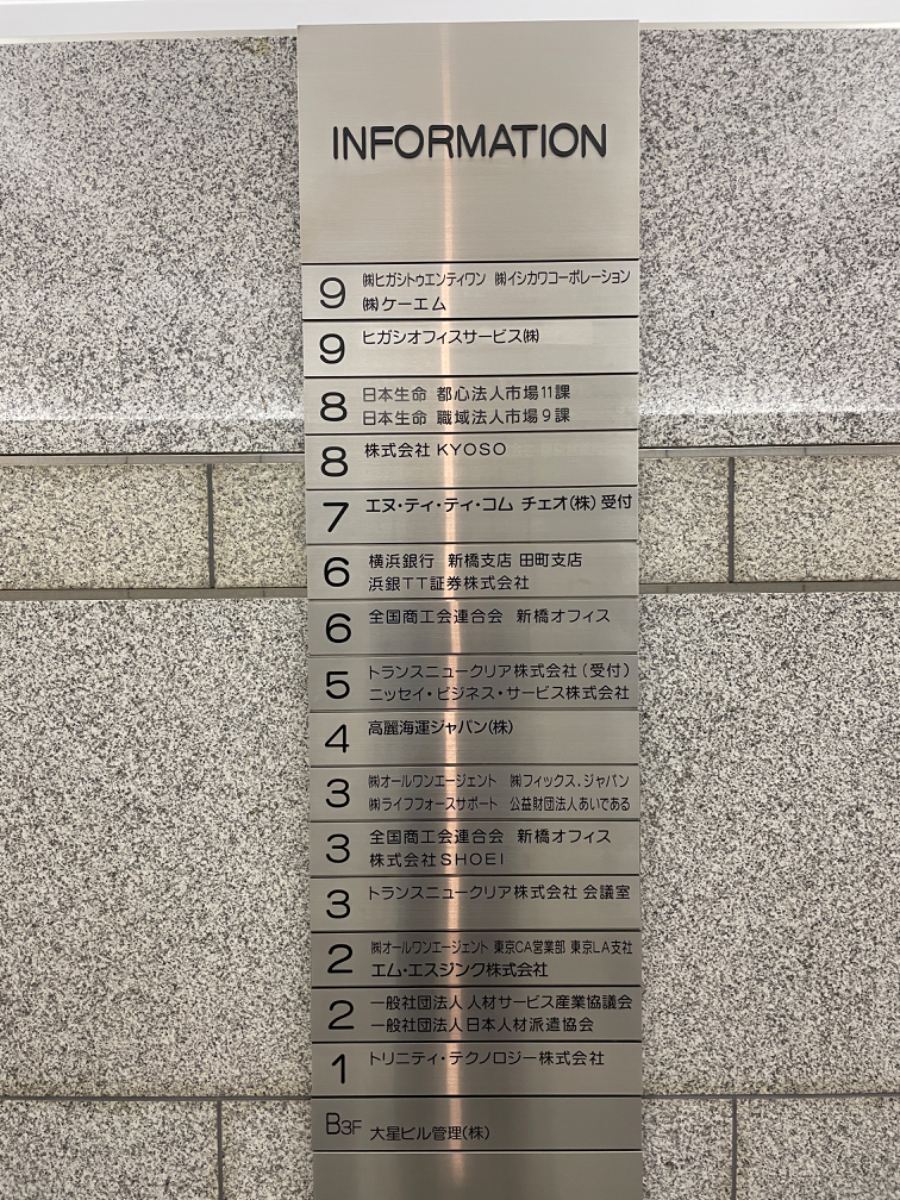 INFORMATION
9 ㈱ヒガシトゥエンティワン ㈱イシカワコーポレーション
㈱ケーエム
9 ヒガシオフィスサービス㈱
8 日本生命 都心法人市場11課
日本生命 職域法人市場9課
8 株式会社 KYOSO
7 エヌ・ティ・ティ・コム チェオ(株) 受付
6 横浜銀行 新橋支店 田町支店
浜銀TT証券株式会社
6 全国商工会連合会 新橋オフィス
5 トランスニュークリア株式会社(受付)
ニッセイ・ビジネス・サービス株式会社
4 高麗海運ジャパン(株)
3 ㈱オールワンエージェント ㈱フィックス.ジャパン
㈱ライフフォースサポート 公益財団法人あいである
3 全国商工会連合会 新橋オフィス
株式会社SHOEI
3 トランスニュークリア株式会社 会議室
2 ㈱オールワンエージェント 東京CA営業部 東京LA支社
エム・エスジンク株式会社
2 一般社団法人 人材サービス産業協議会
一般社団法人日本人材派遣協会
1 トリニティ・テクノロジー株式会社
B3F 大星ビル管理(株)